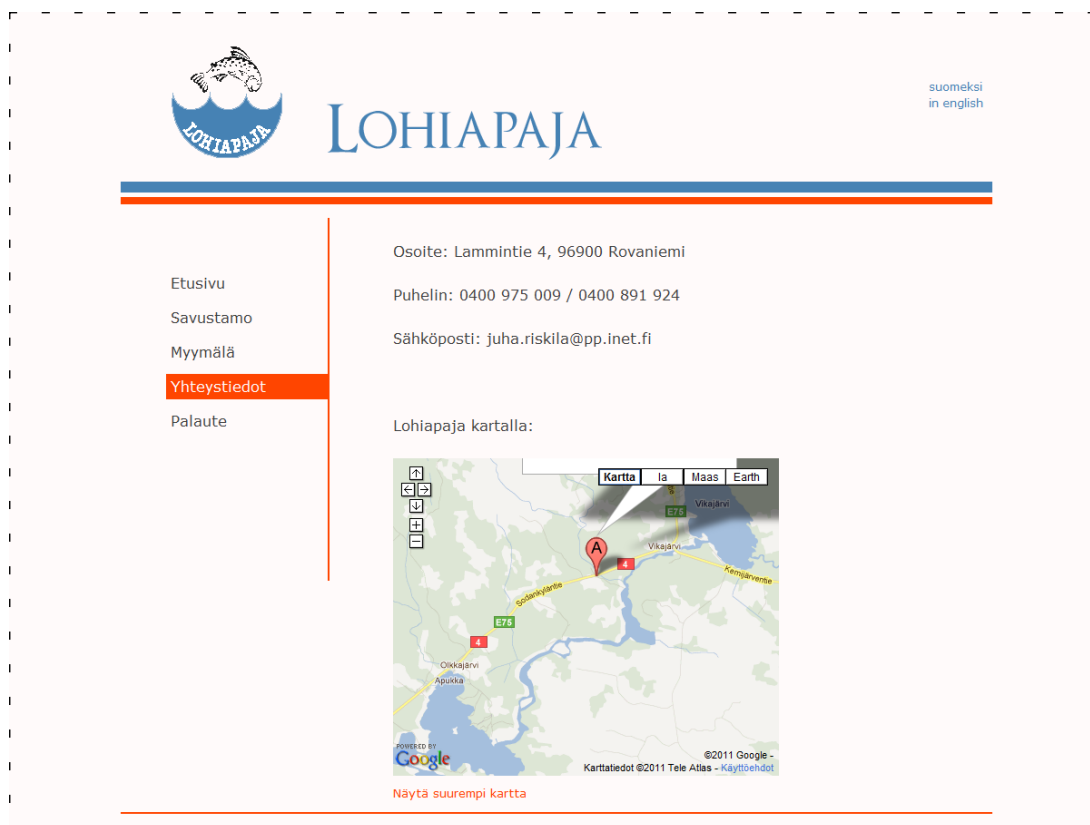 LOHIAPAJA
LOHIAPAJA
suomeksi
in english
Etusivu
Savustamo
Myymälä
Yhteystiedot
Palaute
Osoite: Lammintie 4, 96900 Rovaniemi
Puhelin: 0400 975 009 / 0400 891 924
Sähköposti: juha.riskila@pp.inet.fi
Lohiapaja kartalla:
Kartta la Maas Earth
E75 Vikajärvi
A
Vikajärvi
4
Kemijärventie
Sodankyläntie
E75
4
Olkkajärvi
Apukka
POWERED BY
Google
©2011 Google -
Karttatiedot ©2011 Tele Atlas - Käyttöehdot
Näytä suurempi kartta